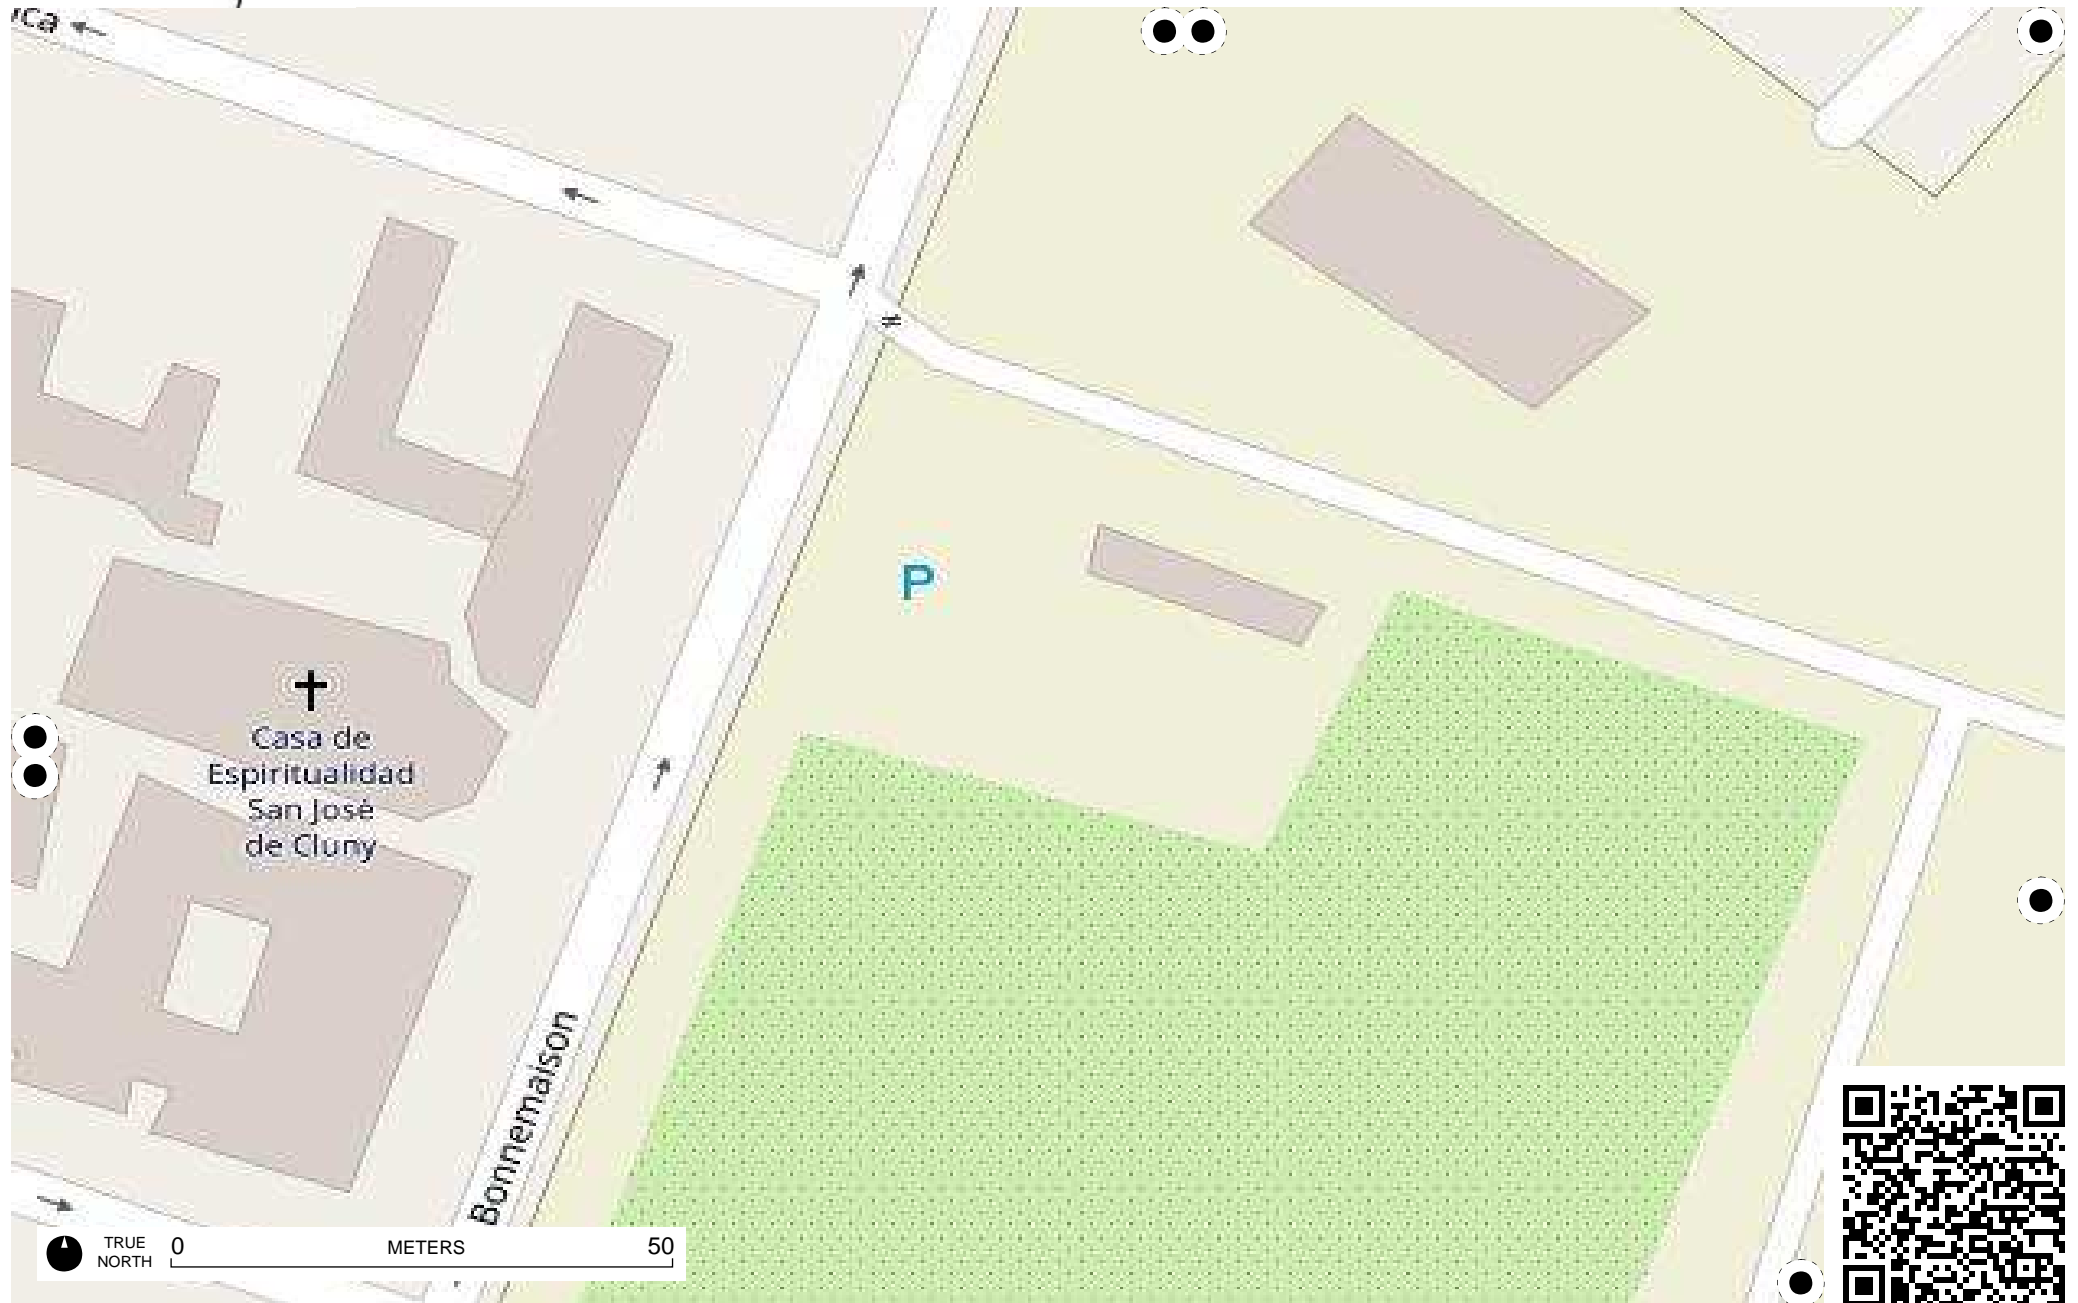 P
Casa de
Espiritualidad
San José
de Cluny
Bonnemaison
TRUE
NORTH
0 METERS 50